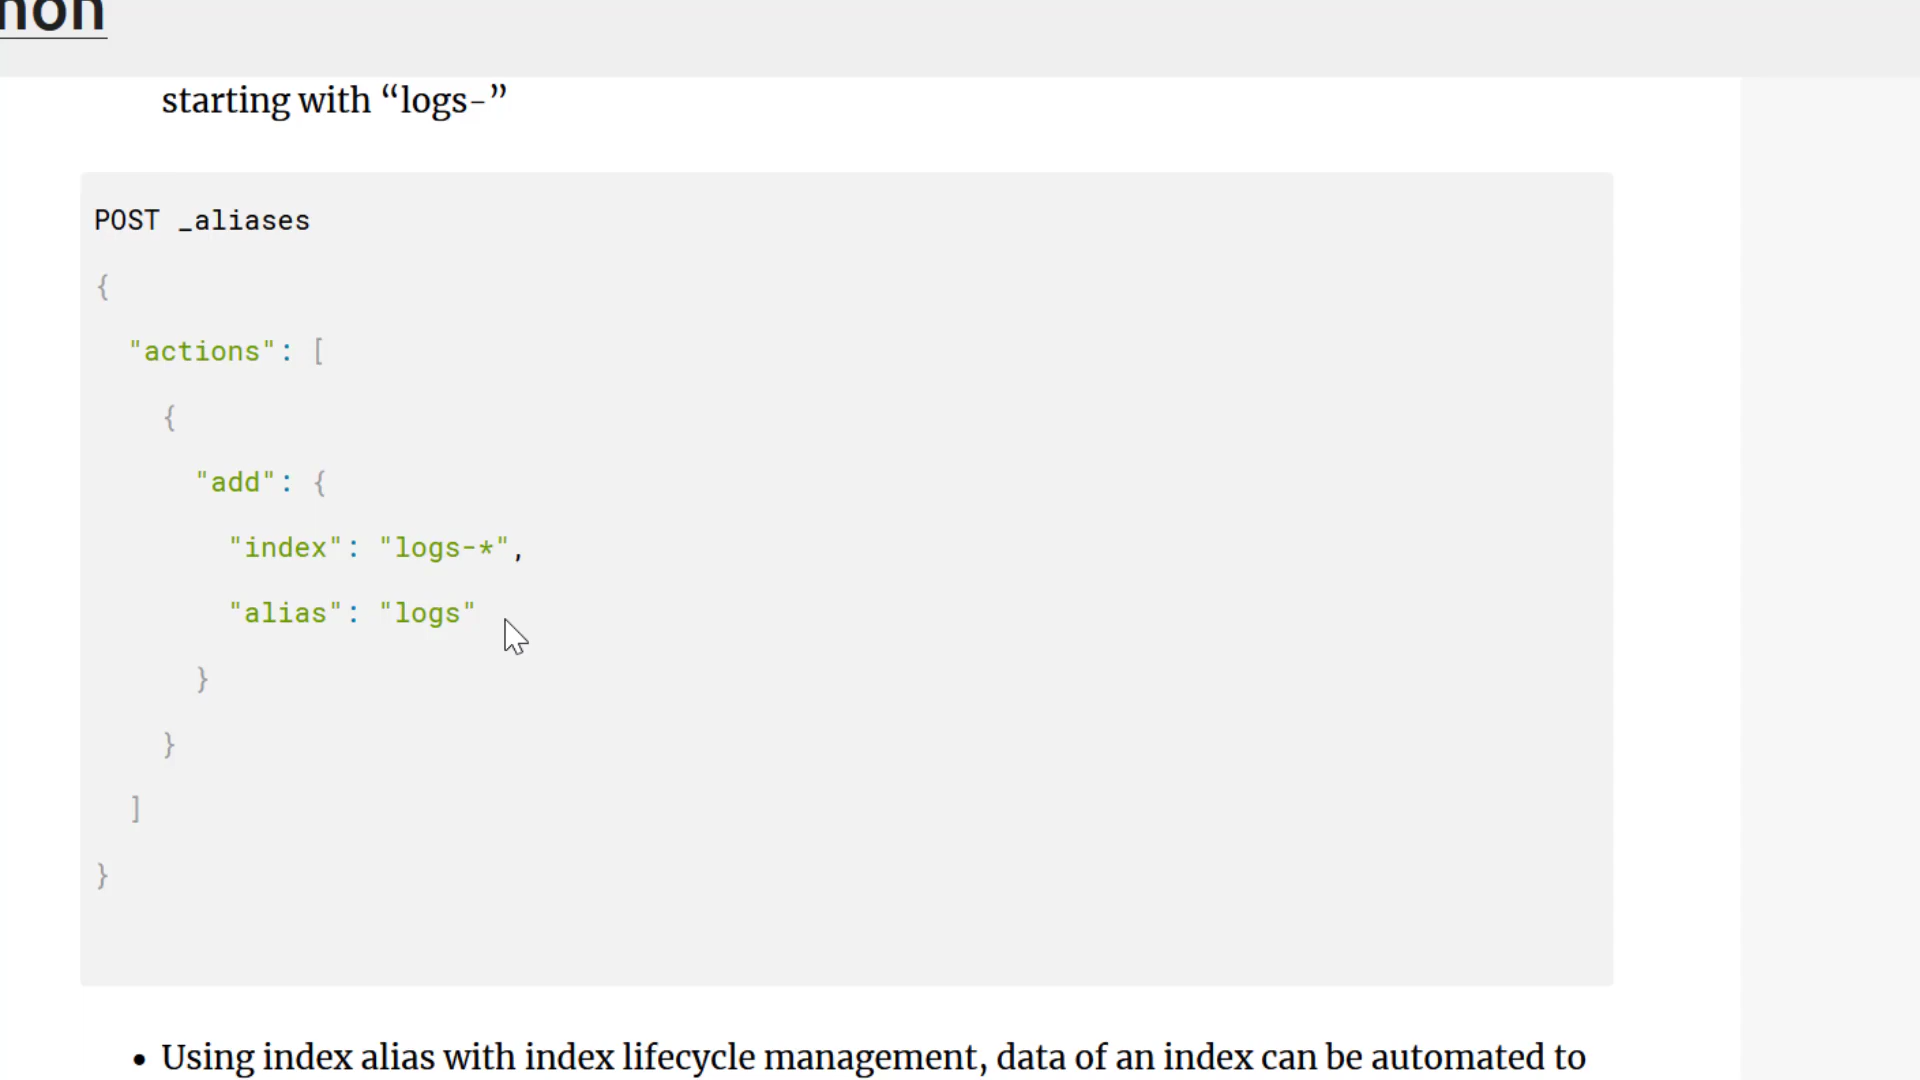 starting with “logs-”
POST _aliases
{
  "actions": [
    {
      "add": {
        "index": "logs-*",
        "alias": "logs"
      }
    }
  ]
}
• Using index alias with index lifecycle management, data of an index can be automated to